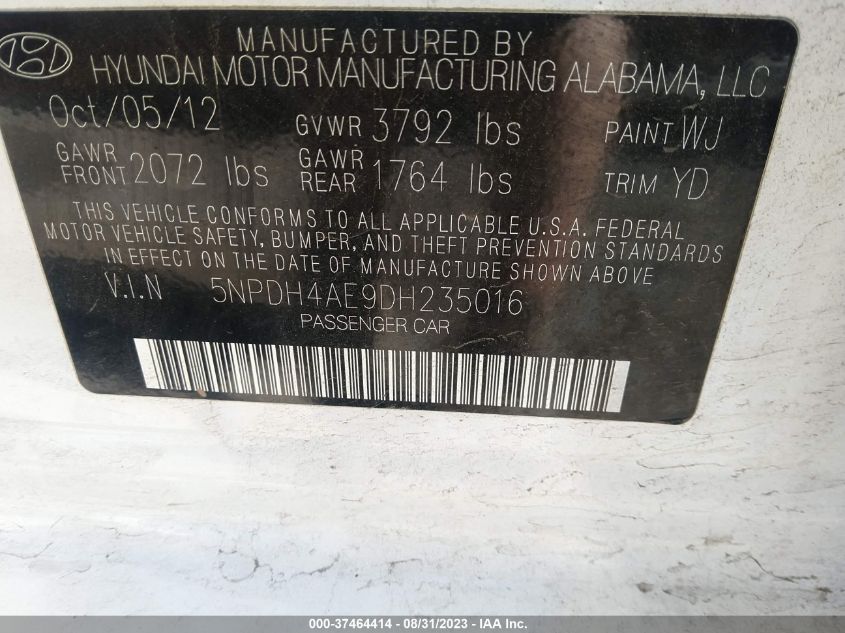 MANUFACTURED BY
HYUNDAI MOTOR MANUFACTURING ALABAMA, LLC
Oct/05/12 GVWR 3792 lbs PAINT WJ
GAWR FRONT 2072 lbs GAWR REAR 1764 lbs TRIM YD
THIS VEHICLE CONFORMS TO ALL APPLICABLE U.S.A. FEDERAL
MOTOR VEHICLE SAFETY, BUMPER, AND THEFT PREVENTION STANDARDS
IN EFFECT ON THE DATE OF MANUFACTURE SHOWN ABOVE
V.I.N 5NPDH4AE9DH235016
PASSENGER CAR
000-37464414 - 08/31/2023 - IAA Inc.